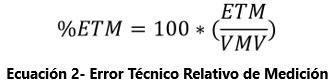 %ETM = 100 * (ETM/VMV)
Ecuación 2- Error Técnico Relativo de Medición